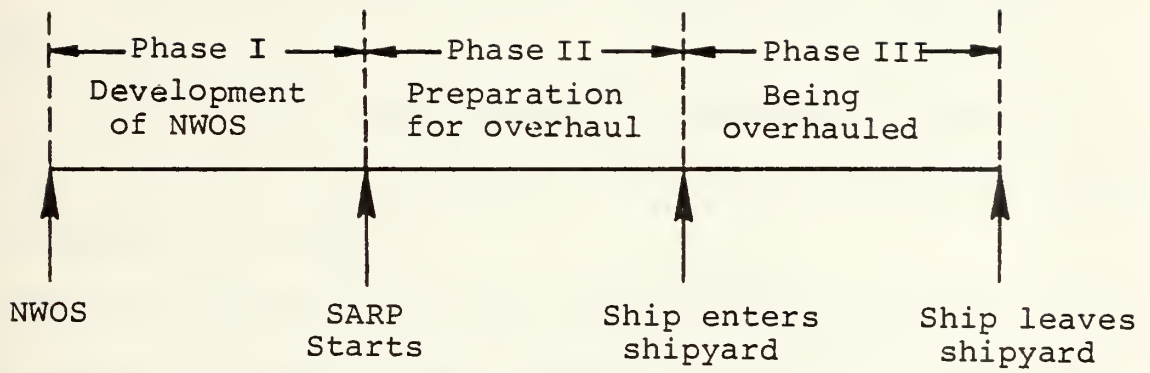 Phase I
Development
of NWOS
Phase II
Preparation
for overhaul
Phase III
Being
overhauled
NWOS
SARP
Starts
Ship enters
shipyard
Ship leaves
shipyard